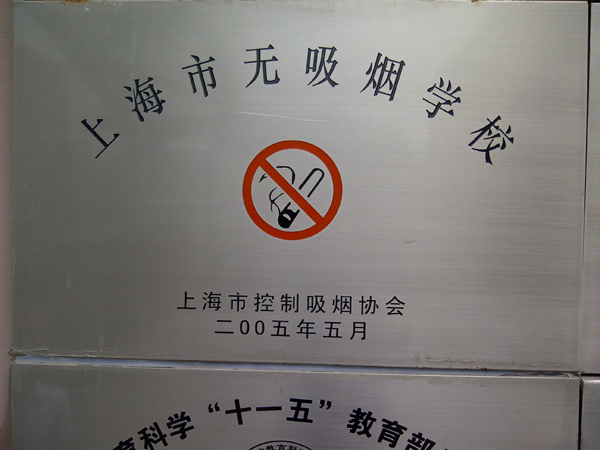 上海市无吸烟学校
上海市控制吸烟协会
二00五年五月
育科学“十一五”教育部